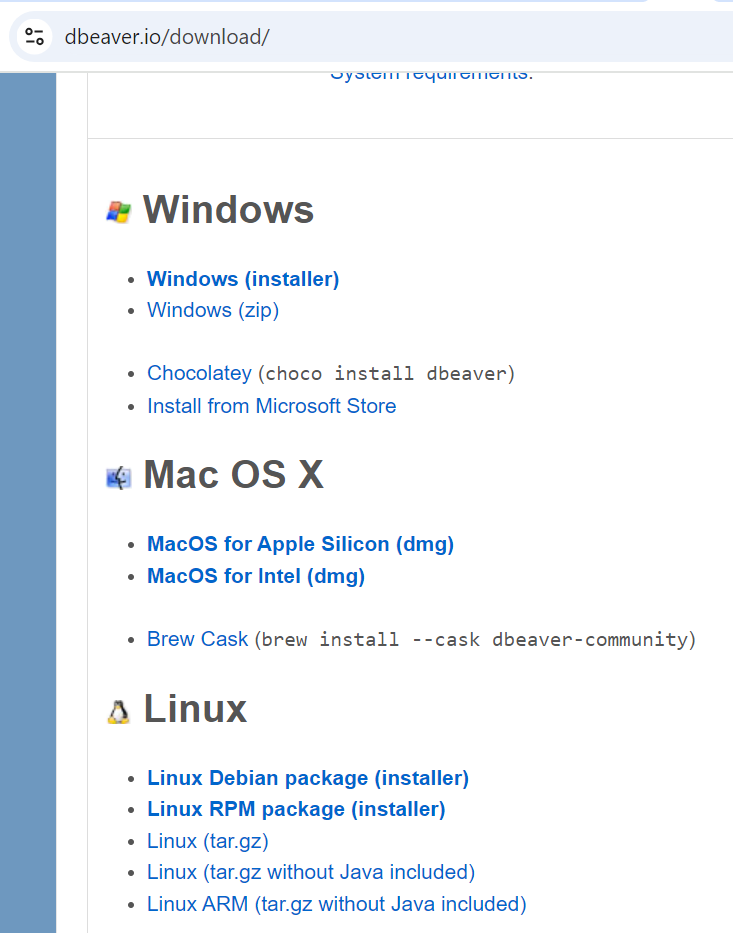 dbeaver.io/download/
System requirements.
Windows
Windows (installer)
Windows (zip)
Chocolatey (choco install dbeaver)
Install from Microsoft Store
Mac OS X
MacOS for Apple Silicon (dmg)
MacOS for Intel (dmg)
Brew Cask (brew install --cask dbeaver-community)
Linux
Linux Debian package (installer)
Linux RPM package (installer)
Linux (tar.gz)
Linux (tar.gz without Java included)
Linux ARM (tar.gz without Java included)